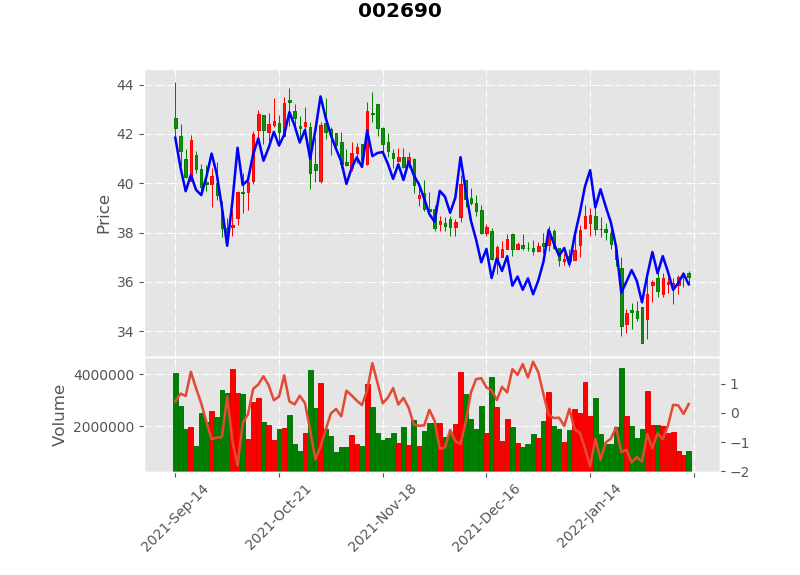 002690
44
42
40
38
36
34
Price
4000000
2000000
Volume
1
0
−1
−2
2021-Sep-14
2021-Oct-21
2021-Nov-18
2021-Dec-16
2022-Jan-14